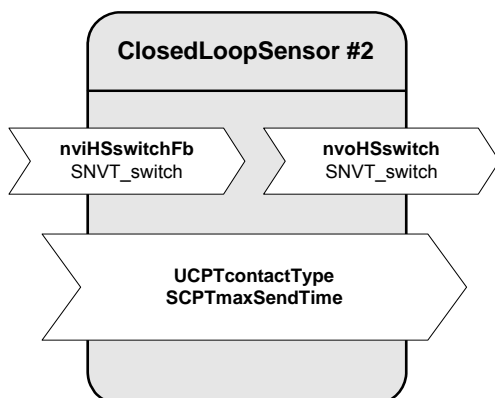 ClosedLoopSensor #2
nviHSswitchFb
SNVT_switch
nvoHSswitch
SNVT_switch
UCPTcontactType
SCPTmaxSendTime